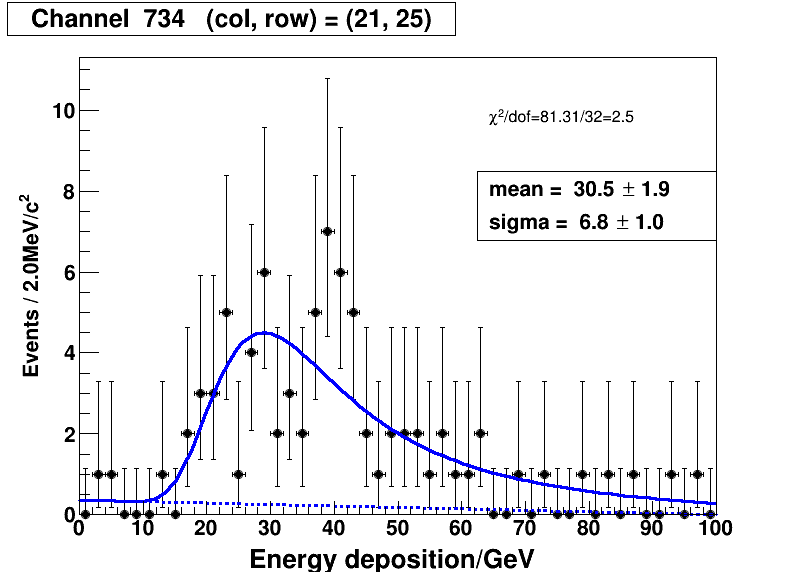 Channel 734 (col, row) = (21, 25)
χ²/dof=81.31/32=2.5
mean = 30.5 ± 1.9
sigma = 6.8 ± 1.0
Events / 2.0MeV/c²
10
8
6
4
2
0
0 10 20 30 40 50 60 70 80 90 100
Energy deposition/GeV